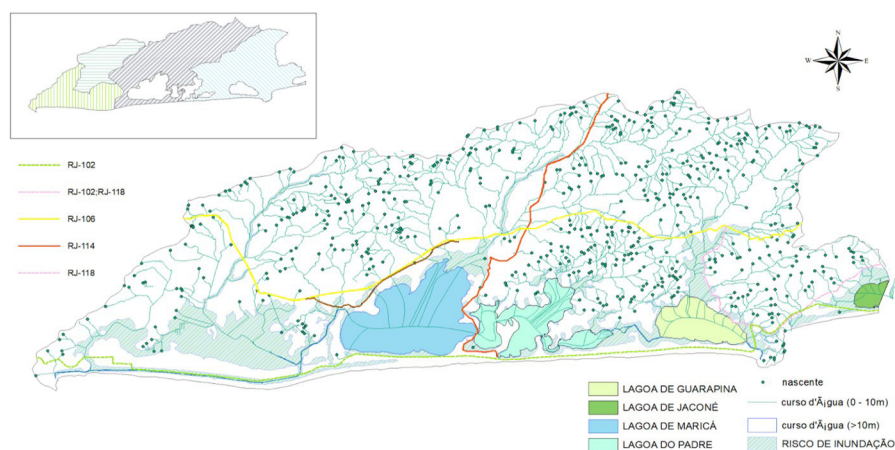 N
W
E
S
RJ-102
RJ-102;RJ-118
RJ-106
RJ-114
RJ-118
LAGOA DE GUARAPINA
LAGOA DE JACONÉ
LAGOA DE MARICÁ
LAGOA DO PADRE
nascente
curso d'Ã¡gua (0 - 10m)
curso d'Ã¡gua (>10m)
RISCO DE INUNDAÇÃO